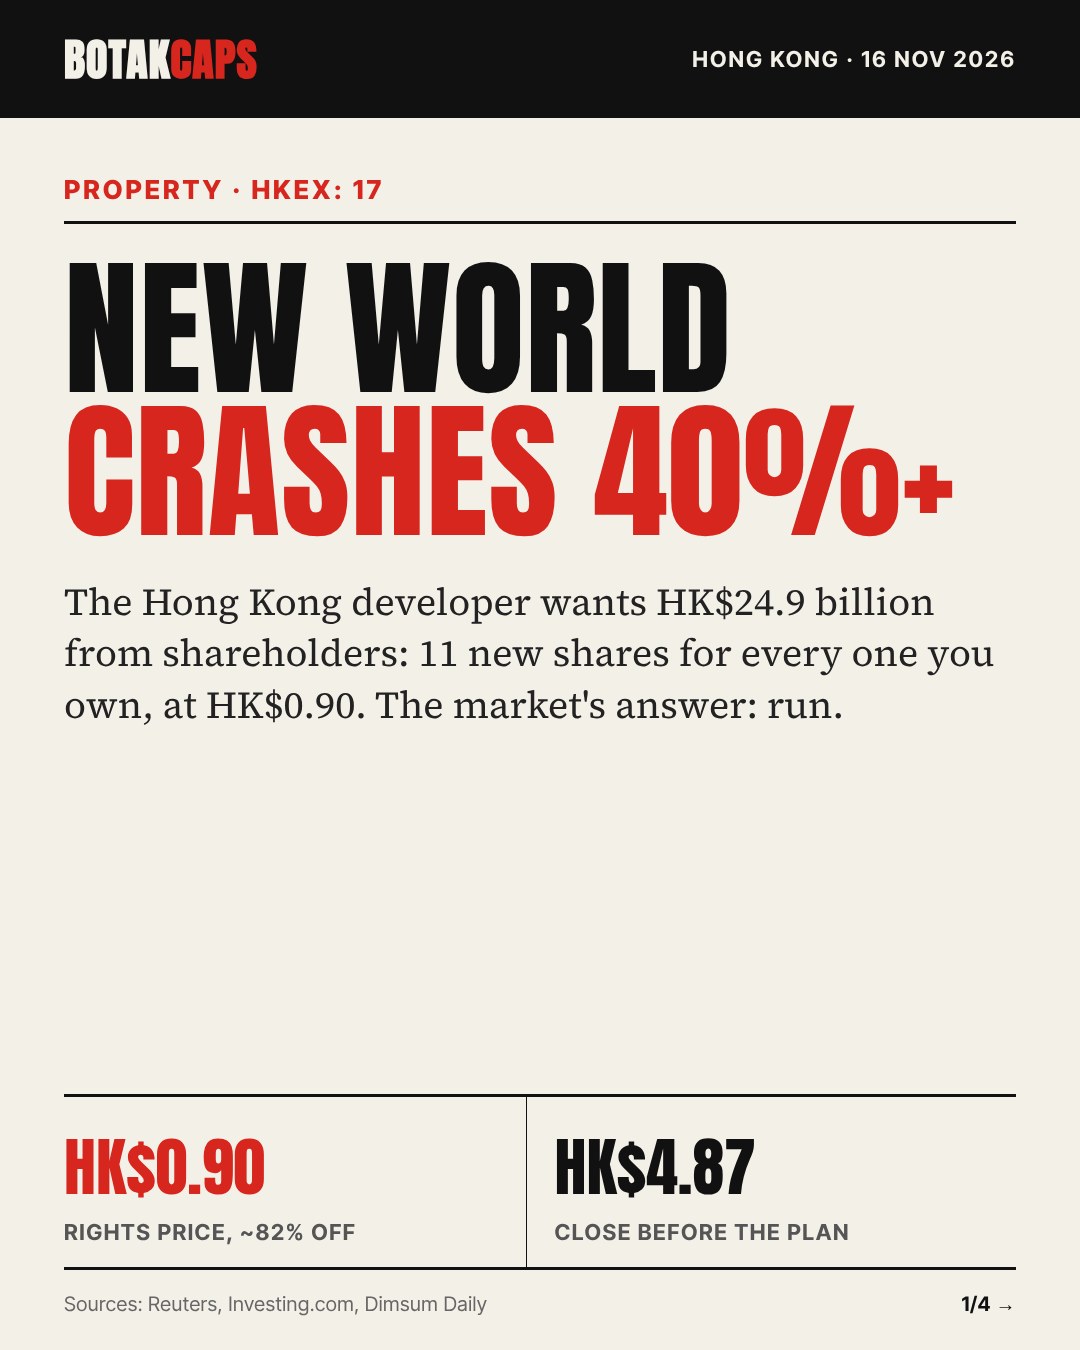 BOTAKCAPS
HONG KONG · 16 NOV 2026
PROPERTY · HKEX: 17
NEW WORLD
CRASHES 40%+
The Hong Kong developer wants HK$24.9 billion
from shareholders: 11 new shares for every one you
own, at HK$0.90. The market's answer: run.
HK$0.90
RIGHTS PRICE, ~82% OFF
HK$4.87
CLOSE BEFORE THE PLAN
Sources: Reuters, Investing.com, Dimsum Daily
1/4 →